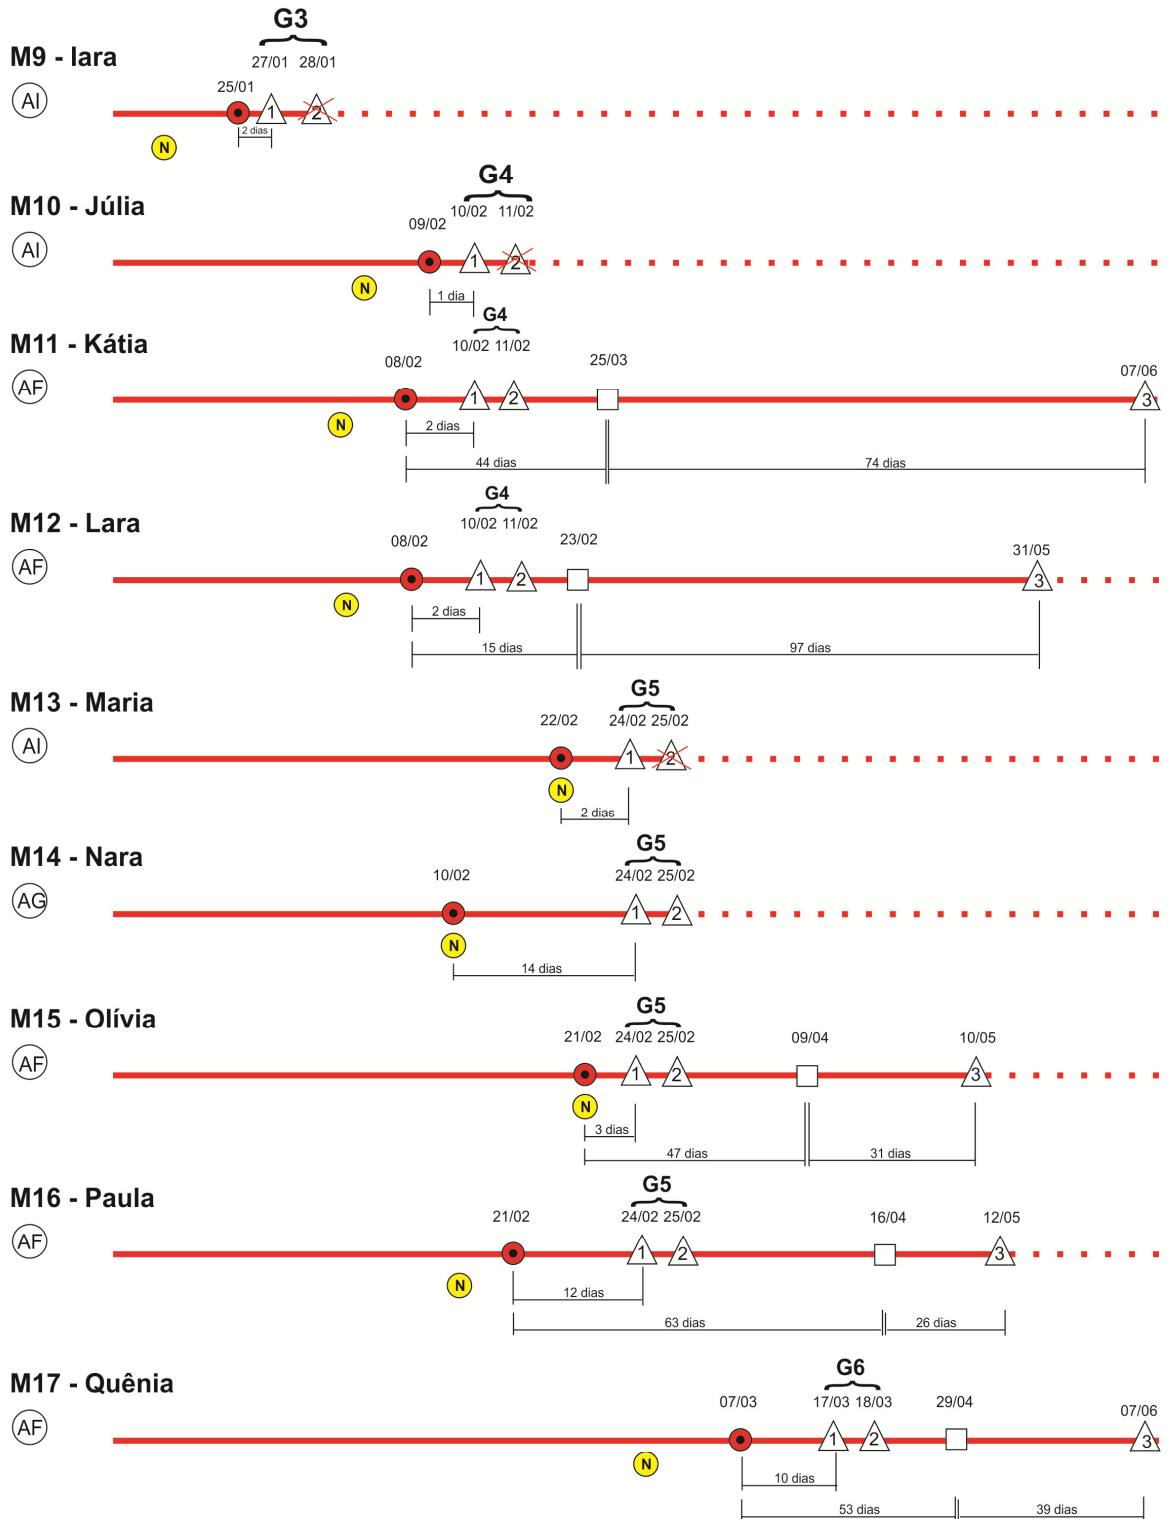 G3
M9 - Iara
27/01 28/01
AI
25/01
1 2
2 dias
N
G4
M10 - Júlia
10/02 11/02
09/02
AI
1 2
N
1 dia
G4
M11 - Kátia
10/02 11/02
08/02
25/03
07/06
AF
1 2 3
N
2 dias
44 dias 74 dias
G4
M12 - Lara
10/02 11/02
08/02 23/02
31/05
AF
1 2 3
N
2 dias
15 dias 97 dias
G5
M13 - Maria
22/02 24/02 25/02
AI
1 2
N
2 dias
G5
M14 - Nara
10/02 24/02 25/02
AG
1 2
N
14 dias
G5
M15 - Olívia
21/02 24/02 25/02 09/04 10/05
AF
1 2 3
N
3 dias
47 dias 31 dias
G5
M16 - Paula
21/02 24/02 25/02 16/04 12/05
AF
1 2 3
N
12 dias
63 dias 26 dias
G6
M17 - Quênia
07/03 17/03 18/03 29/04 07/06
AF
1 2 3
N
10 dias
53 dias 39 dias